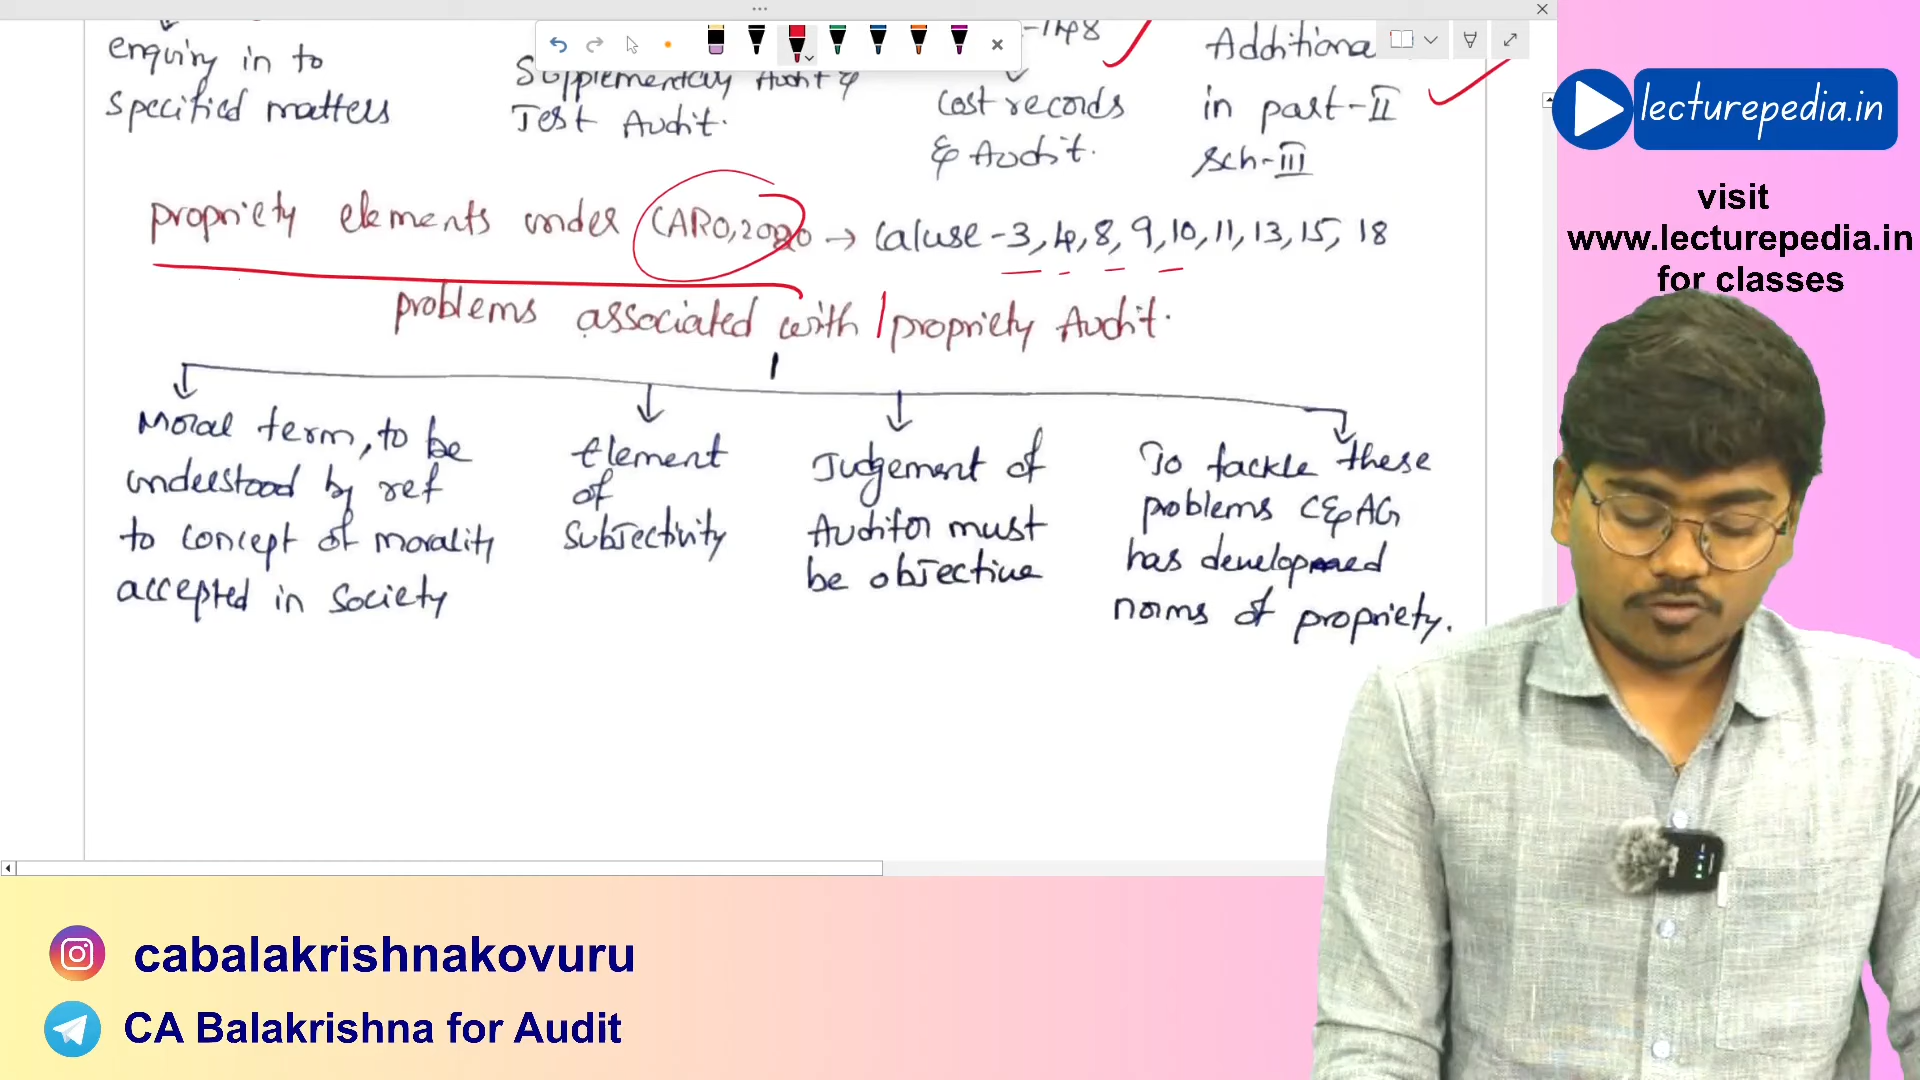 -148
enquiry in to
specified matters
Supplementary Audit &
Test Audit.
Cost records
& Audit.
Additiona
in part-II
Sch-III
propriety elements under CARO,2020 → Caluse -3,4,8,9,10,11,13,15, 18
problems associated with propriety Audit.
Moral term, to be
understood by ref
to concept of morality
accepted in Society
Element
of
Subjectivity
Judgement of
Auditor must
be objective
To tackle these
problems C&AG
has developed
norms of propriety.
lecturepedia.in
visit
www.lecturepedia.in
for classes
cabalakrishnakovuru
CA Balakrishna for Audit